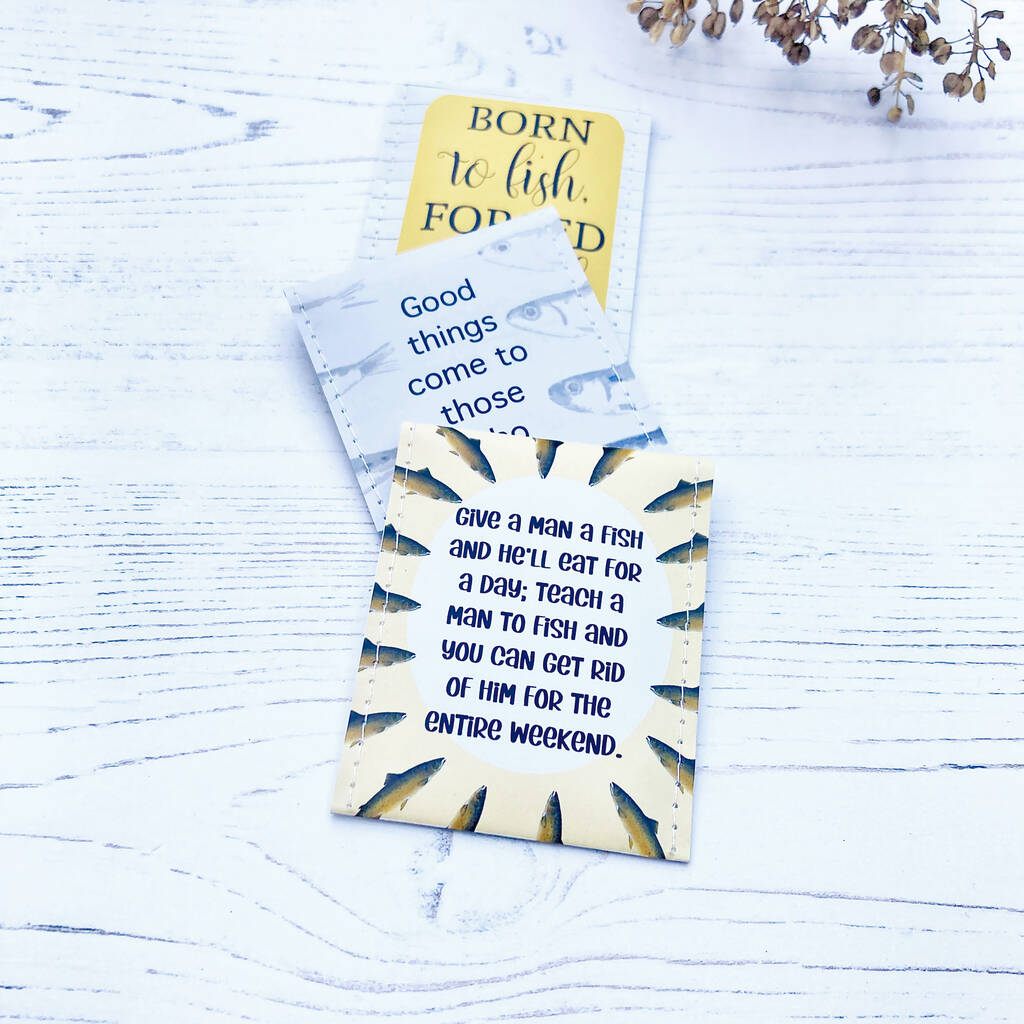 BORN
to fish,
Good
things
come to
those
Give a man a fish
and he'll eat for
a day; teach a
man to fish and
you can get rid
of him for the
entire weekend.